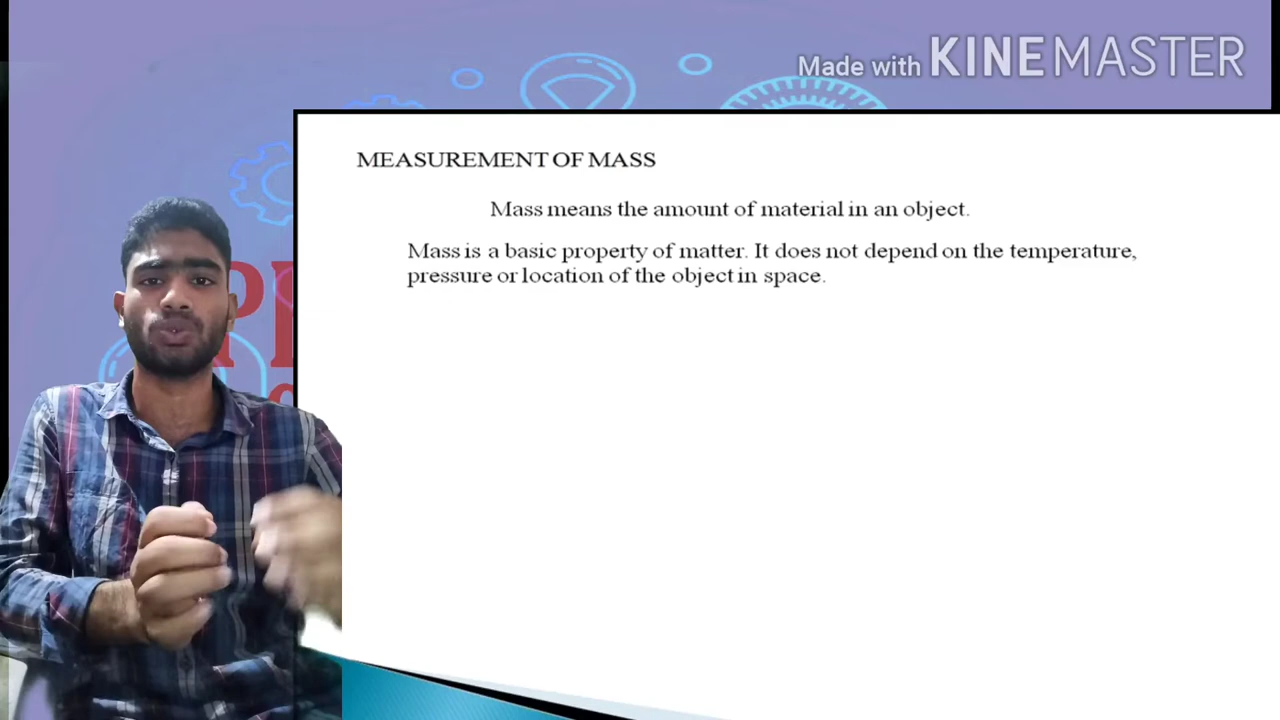 Made with KINEMASTER
MEASUREMENT OF MASS
Mass means the amount of material in an object.
Mass is a basic property of matter. It does not depend on the temperature,
pressure or location of the object in space.